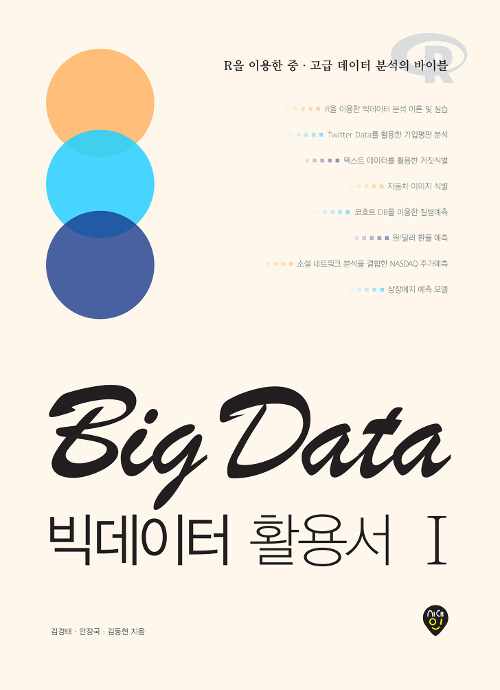 R을 이용한 중·고급 데이터 분석의 바이블
R
R을 이용한 빅데이터 분석 이론 및 실습
Twitter Data를 활용한 기업평판 분석
텍스트 데이터를 활용한 거짓식별
자동차 이미지 식별
코호트 DB를 이용한 질병예측
원/달러 환율 예측
소셜 네트워크 분석을 결합한 NASDAQ 주가예측
상장폐지 예측 모델
Big Data
빅데이터 활용서 I
김경태·안정국·김동현 지음
시대
인